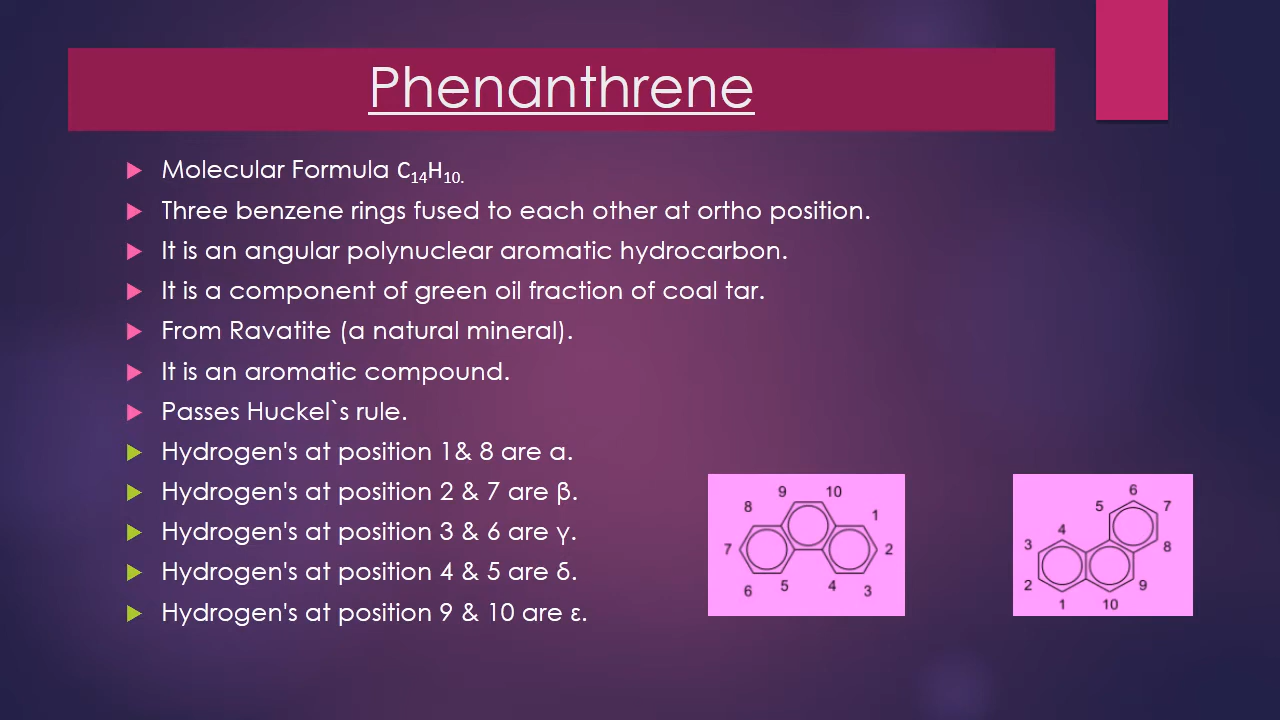 Phenanthrene
Molecular Formula C₁₄H₁₀.
Three benzene rings fused to each other at ortho position.
It is an angular polynuclear aromatic hydrocarbon.
It is a component of green oil fraction of coal tar.
From Ravatite (a natural mineral).
It is an aromatic compound.
Passes Huckel`s rule.
Hydrogen's at position 1& 8 are α.
Hydrogen's at position 2 & 7 are β.
Hydrogen's at position 3 & 6 are γ.
Hydrogen's at position 4 & 5 are δ.
Hydrogen's at position 9 & 10 are ε.
9 10
8 1
7 2
6 5 4 3
6
5 7
4
3 8
2 9
1 10